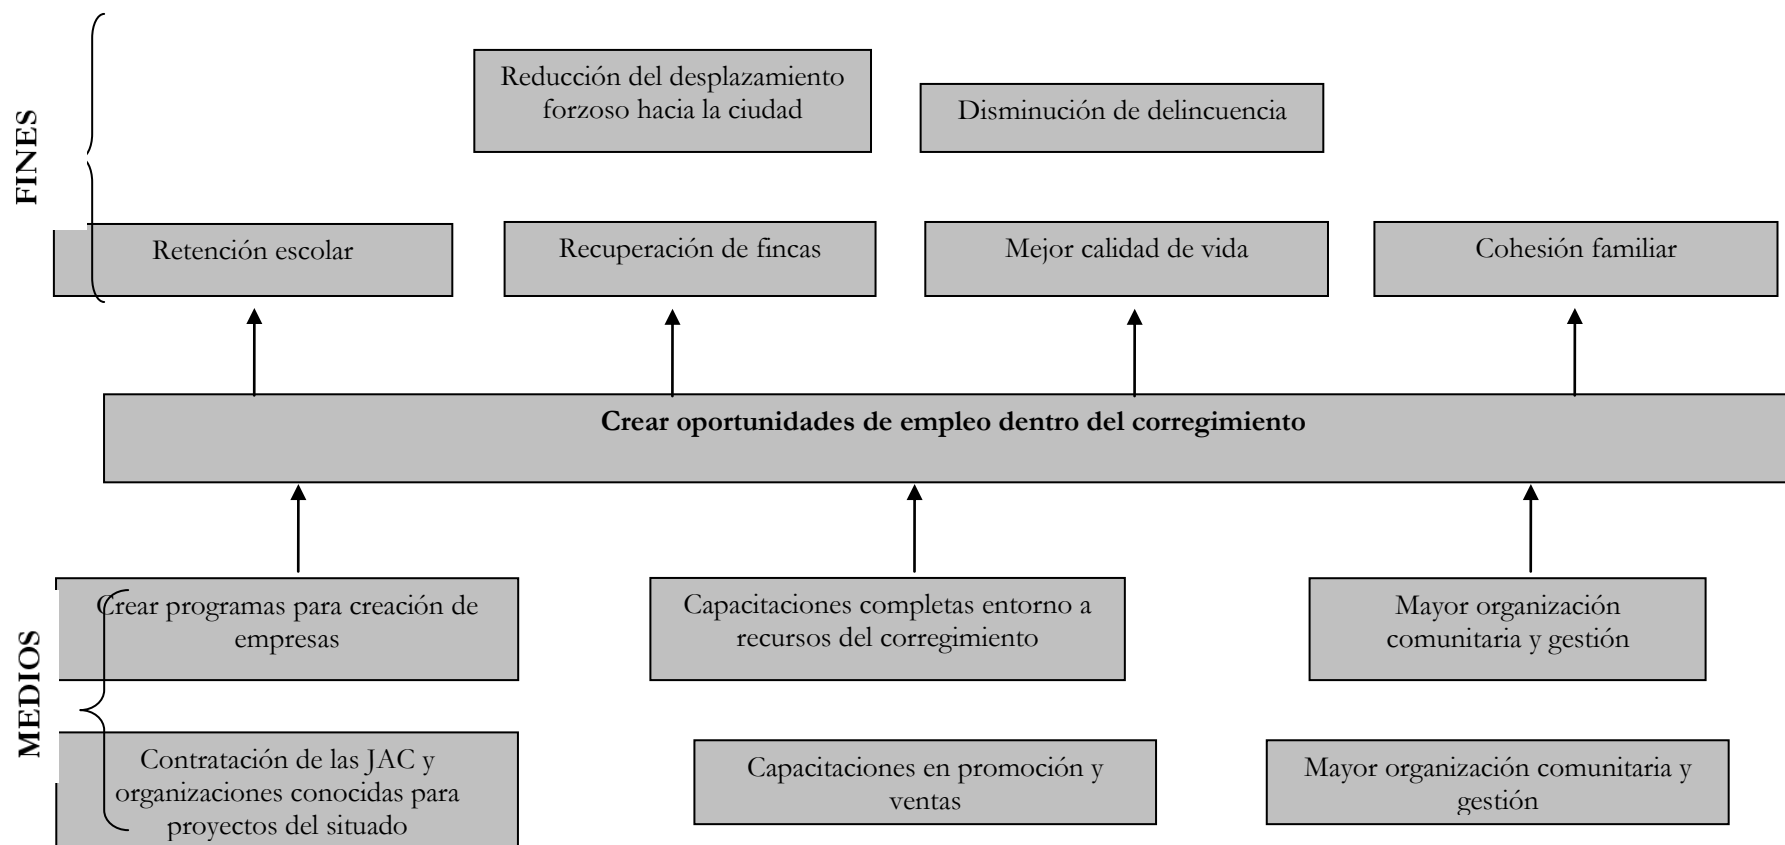 FINES
Reducción del desplazamiento
forzoso hacia la ciudad
Disminución de delincuencia
Retención escolar
Recuperación de fincas
Mejor calidad de vida
Cohesión familiar
Crear oportunidades de empleo dentro del corregimiento
MEDIOS
Crear programas para creación de
empresas
Capacitaciones completas entorno a
recursos del corregimiento
Mayor organización
comunitaria y gestión
Contratación de las JAC y
organizaciones conocidas para
proyectos del situado
Capacitaciones en promoción y
ventas
Mayor organización comunitaria y
gestión